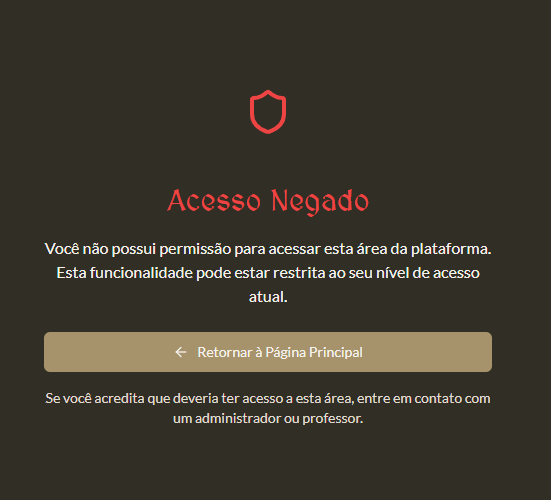 Acesso Negado
Você não possui permissão para acessar esta área da plataforma.
Esta funcionalidade pode estar restrita ao seu nível de acesso
atual.
Retornar à Página Principal
Se você acredita que deveria ter acesso a esta área, entre em contato com
um administrador ou professor.